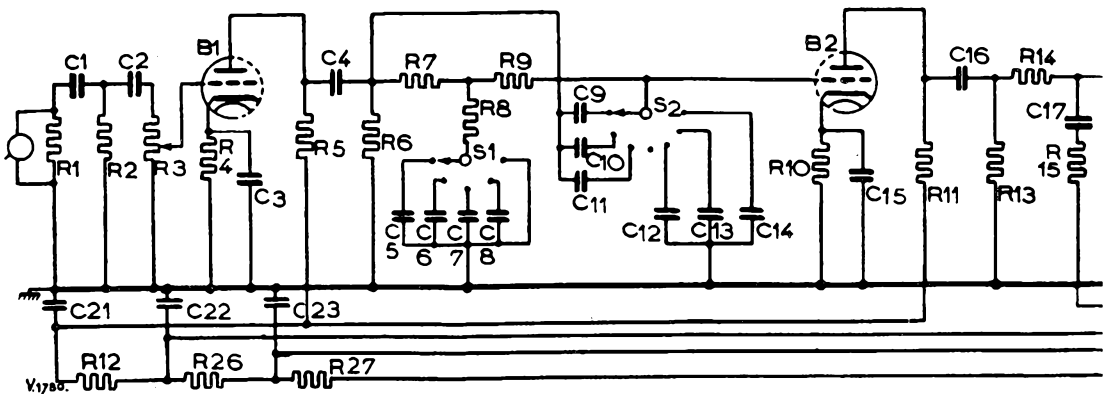 B1
B2
C1
C2
C4
R7
R9
C16
R14
C9
S2
C17
R8
R1
R2
R3
R
4
R5
R6
S1
C10
R10
R
15
C3
C11
C15
R11
R13
C
5
C
6
C
7
C
8
C12
C13
C14
C21
C22
C23
R12
R26
R27
V.1780.